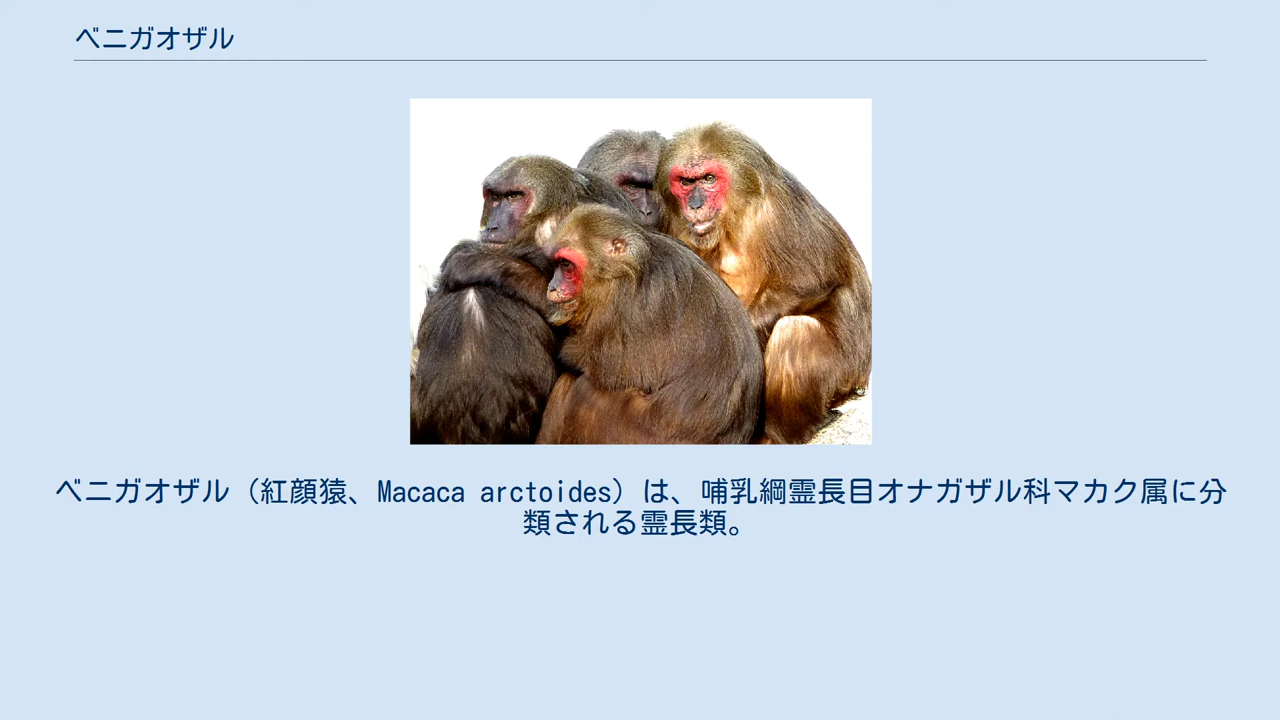 ベニガオザル
ベニガオザル（紅顔猿、Macaca arctoides）は、哺乳綱霊長目オナガザル科マカク属に分
類される霊長類。